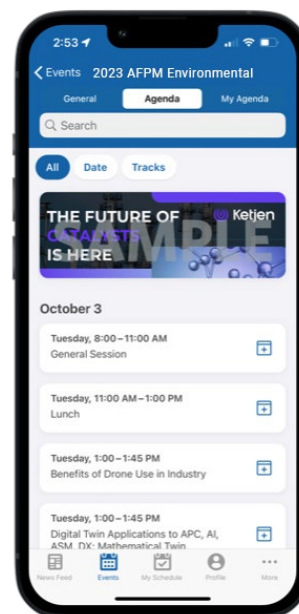 2:53
Events 2023 AFPM Environmental
General Agenda My Agenda
Search
All Date Tracks
THE FUTURE OF
CATALYSTS
IS HERE
Ketjen
SAMPLE
October 3
Tuesday, 8:00–11:00 AM
General Session
Tuesday, 11:00 AM–1:00 PM
Lunch
Tuesday, 1:00–1:45 PM
Benefits of Drone Use in Industry
Tuesday, 1:00–1:45 PM
Digital Twin Applications to APC, AI,
ASM, DX: Mathematical Twin
News Feed Events My Schedule Profile More